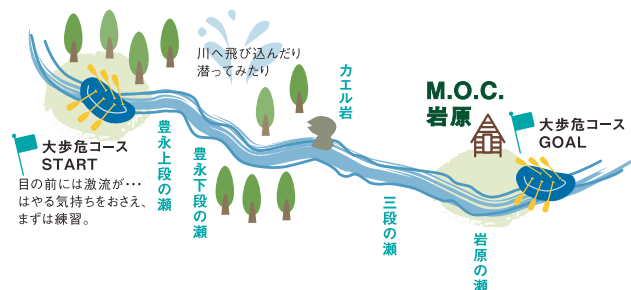 川へ飛び込んだり
潜ってみたり
カエル岩
M.O.C.
岩原
大歩危コース
START
目の前には激流が･･･
はやる気持ちをおさえ、
まずは練習。
豊永上段の瀬
豊永下段の瀬
大歩危コース
GOAL
三段の瀬
岩原の瀬